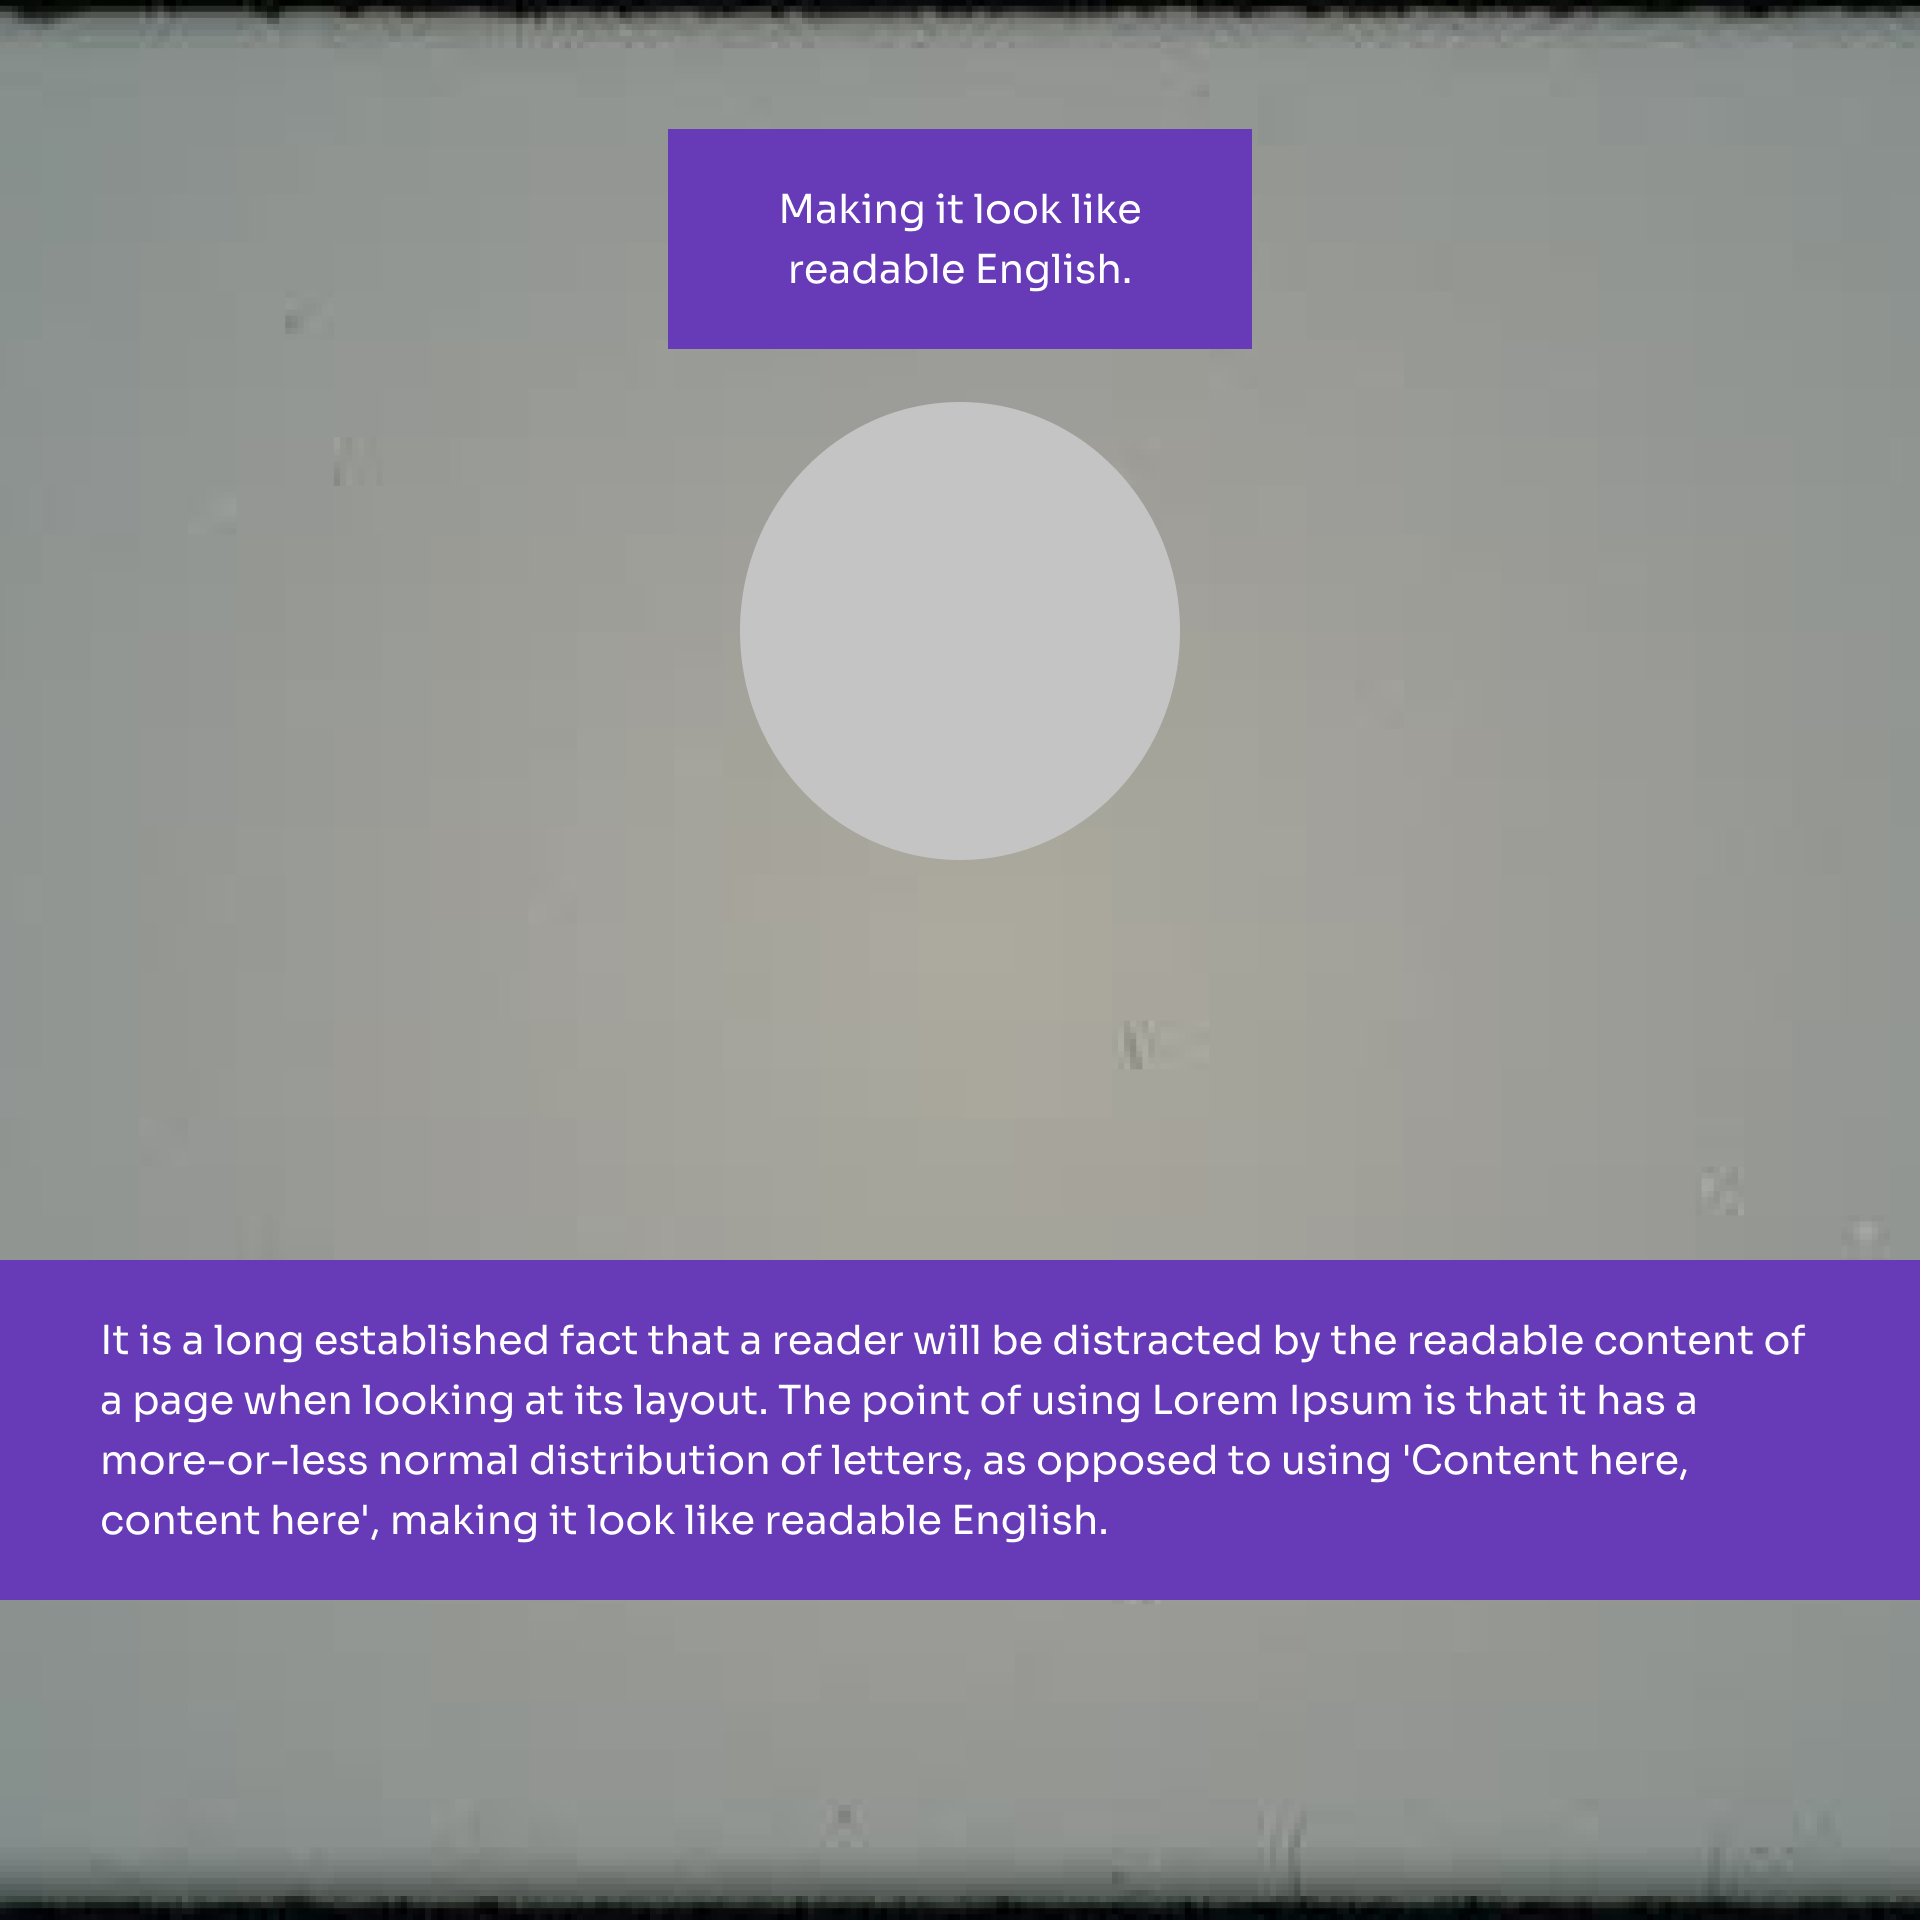 Making it look like
readable English.
It is a long established fact that a reader will be distracted by the readable content of
a page when looking at its layout. The point of using Lorem Ipsum is that it has a
more-or-less normal distribution of letters, as opposed to using 'Content here,
content here', making it look like readable English.